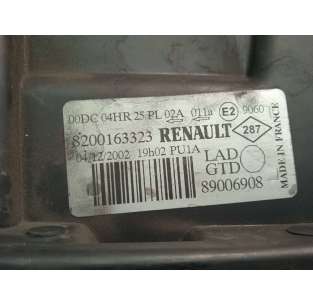 00DC 04HR 25 PL 02A 011a E2 9060
8200163323 RENAULT 287
04/12/2002 19h02 PU1A LAD
GTD
89006908
MADE IN FRANCE